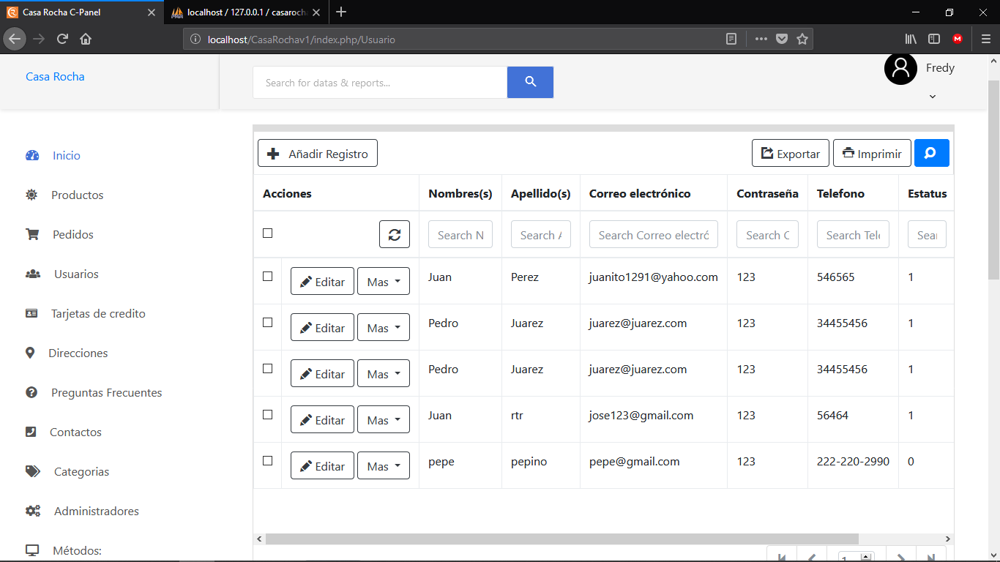 Casa Rocha C-Panel
localhost / 127.0.0.1 / casarocha
localhost/CasaRochav1/index.php/Usuario
Casa Rocha
Search for datas & reports...
Fredy
Inicio
Productos
Pedidos
Usuarios
Tarjetas de credito
Direcciones
Preguntas Frecuentes
Contactos
Categorias
Administradores
Métodos:
Añadir Registro
Exportar
Imprimir
Acciones Nombres(s) Apellido(s) Correo electrónico Contraseña Telefono Estatus
Search N Search A Search Correo electró Search C Search Tele Sear
Editar Mas Juan Perez juanito1291@yahoo.com 123 546565 1
Editar Mas Pedro Juarez juarez@juarez.com 123 34455456 1
Editar Mas Pedro Juarez juarez@juarez.com 123 34455456 1
Editar Mas Juan rtr jose123@gmail.com 123 56464 1
Editar Mas pepe pepino pepe@gmail.com 123 222-220-2990 0
1